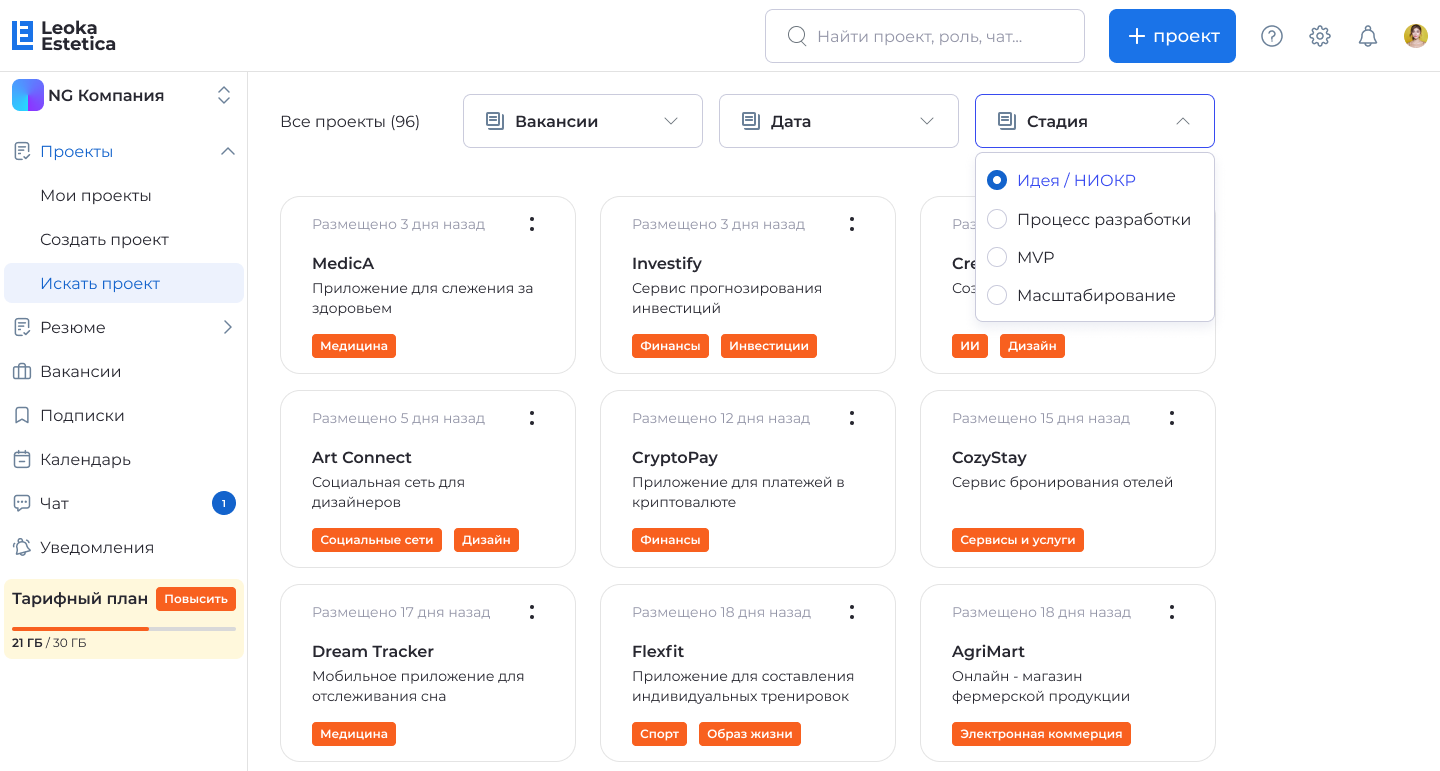 Leoka
Estetica
Найти проект, роль, чат...
проект
NG Компания
Проекты
Мои проекты
Создать проект
Искать проект
Резюме
Вакансии
Подписки
Календарь
Чат
1
Уведомления
Тарифный план
Повысить
21 ГБ / 30 ГБ
Все проекты (96)
Вакансии
Дата
Стадия
Идея / НИОКР
Процесс разработки
MVP
Масштабирование
Размещено 3 дня назад
MedicA
Приложение для слежения за
здоровьем
Медицина
Размещено 3 дня назад
Investify
Сервис прогнозирования
инвестиций
Финансы
Инвестиции
ИИ
Дизайн
Размещено 5 дня назад
Art Connect
Социальная сеть для
дизайнеров
Социальные сети
Дизайн
Размещено 12 дня назад
CryptoPay
Приложение для платежей в
криптовалюте
Финансы
Размещено 15 дня назад
CozyStay
Сервис бронирования отелей
Сервисы и услуги
Размещено 17 дня назад
Dream Tracker
Мобильное приложение для
отслеживания сна
Медицина
Размещено 18 дня назад
Flexfit
Приложение для составления
индивидуальных тренировок
Спорт
Образ жизни
Размещено 18 дня назад
AgriMart
Онлайн - магазин
фермерской продукции
Электронная коммерция